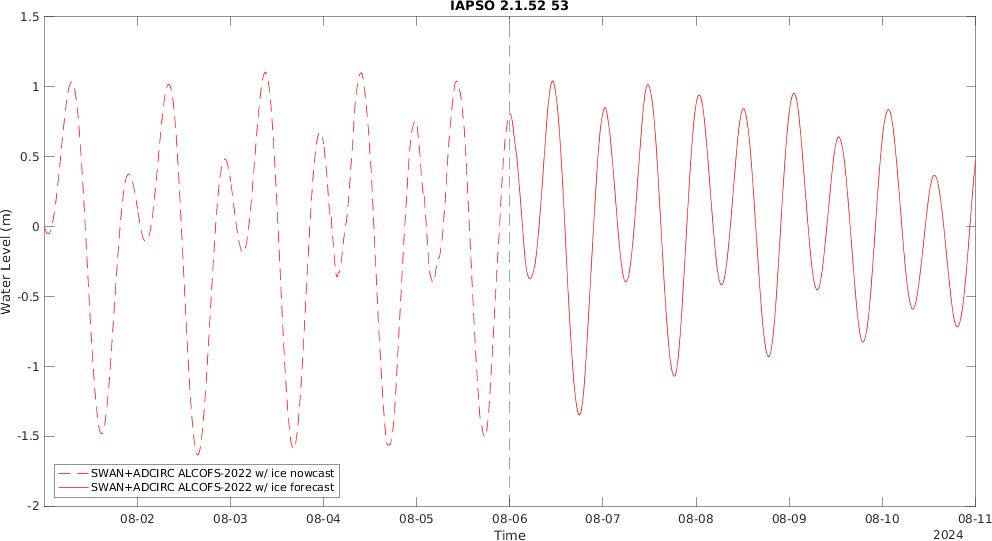 IAPSO 2.1.52 53
1.5
1
0.5
0
-0.5
-1
-1.5
-2
Water Level (m)
SWAN+ADCIRC ALCOFS-2022 w/ ice nowcast
SWAN+ADCIRC ALCOFS-2022 w/ ice forecast
08-02 08-03 08-04 08-05 08-06 08-07 08-08 08-09 08-10 08-11
Time
2024